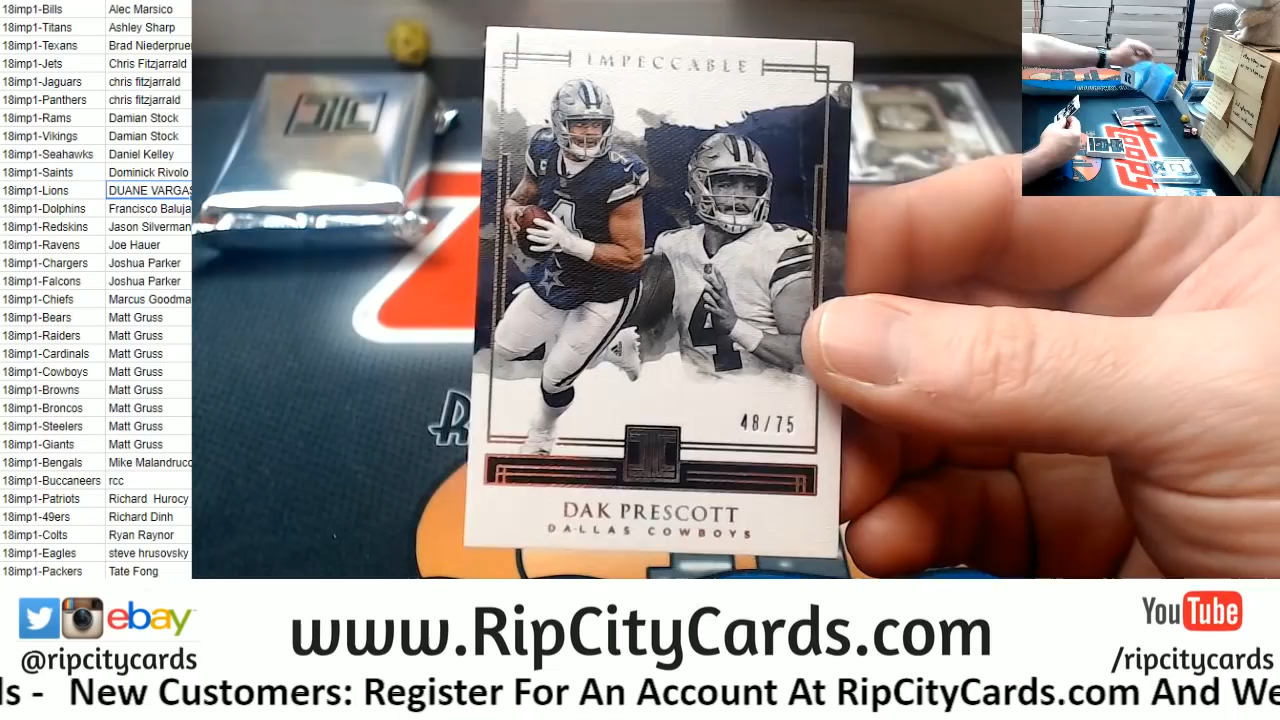 18imp1-Bills Alec Marsico
18imp1-Titans Ashley Sharp
18imp1-Texans Brad Niederprue
18imp1-Jets Chris Fitzjarrald
18imp1-Jaguars chris fitzjarrald
18imp1-Panthers chris fitzjarrald
18imp1-Rams Damian Stock
18imp1-Vikings Damian Stock
18imp1-Seahawks Daniel Kelley
18imp1-Saints Dominick Rivolo
18imp1-Lions DUANE VARGAS
18imp1-Dolphins Francisco Baluja
18imp1-Redskins Jason Silverman
18imp1-Ravens Joe Hauer
18imp1-Chargers Joshua Parker
18imp1-Falcons Joshua Parker
18imp1-Chiefs Marcus Goodma
18imp1-Bears Matt Gruss
18imp1-Raiders Matt Gruss
18imp1-Cardinals Matt Gruss
18imp1-Cowboys Matt Gruss
18imp1-Browns Matt Gruss
18imp1-Broncos Matt Gruss
18imp1-Steelers Matt Gruss
18imp1-Giants Matt Gruss
18imp1-Bengals Mike Malandruco
18imp1-Buccaneers rcc
18imp1-Patriots Richard Hurocy
18imp1-49ers Richard Dinh
18imp1-Colts Ryan Raynor
18imp1-Eagles steve hrusovsky
18imp1-Packers Tate Fong
IMPECCABLE
4
4
48/75
DAK PRESCOTT
DALLAS COWBOYS
topps
ebay
@ripcitycards
www.RipCityCards.com
YouTube
/ripcitycards
ds - New Customers: Register For An Account At RipCityCards.com And We